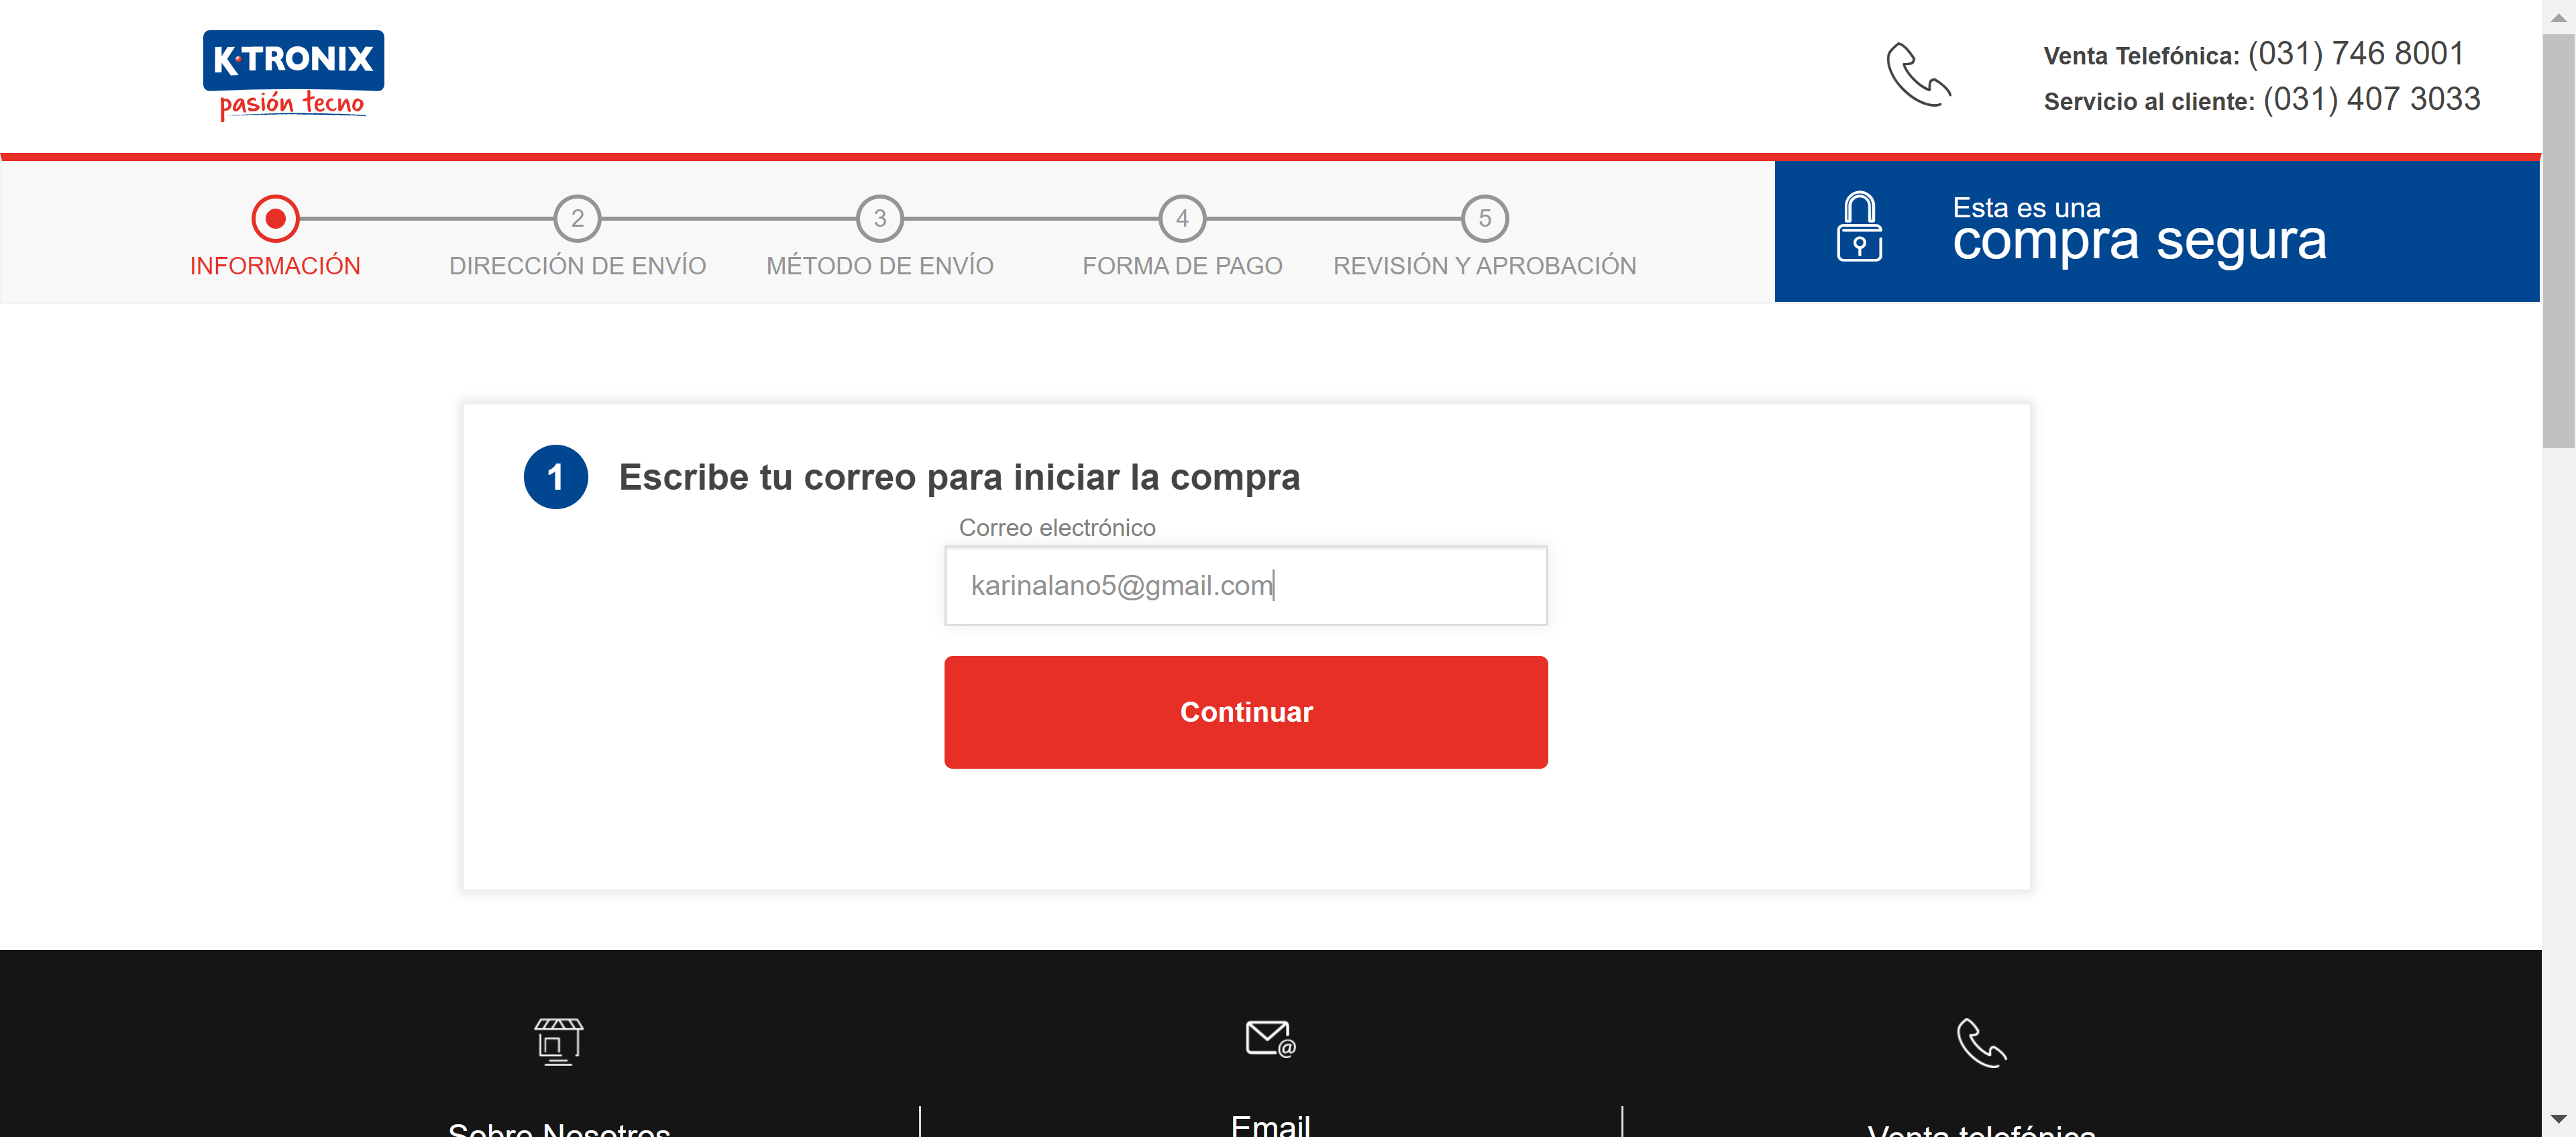 K·TRONIX
pasión tecno
Venta Telefónica: (031) 746 8001
Servicio al cliente: (031) 407 3033
2
3
4
5
INFORMACIÓN
DIRECCIÓN DE ENVÍO
MÉTODO DE ENVÍO
FORMA DE PAGO
REVISIÓN Y APROBACIÓN
Esta es una
compra segura
1 Escribe tu correo para iniciar la compra
Correo electrónico
karinalano5@gmail.com
Continuar
Sobre Nosotros
Email
Venta telefónica